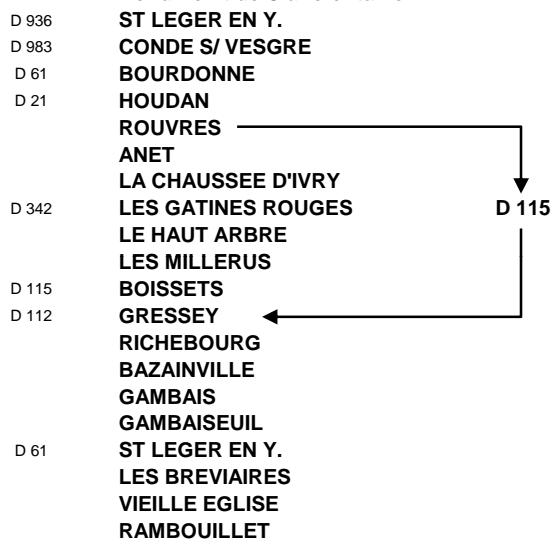 D 936 ST LEGER EN Y.
D 983 CONDE S/ VESGRE
D 61 BOURDONNE
D 21 HOUDAN
ROUVRES
ANET
LA CHAUSSEE D'IVRY
D 342 LES GATINES ROUGES D 115
LE HAUT ARBRE
LES MILLERUS
D 115 BOISSETS
D 112 GRESSEY
RICHEBOURG
BAZAINVILLE
GAMBAIS
GAMBAISEUIL
D 61 ST LEGER EN Y.
LES BREVIAIRES
VIEILLE EGLISE
RAMBOUILLET